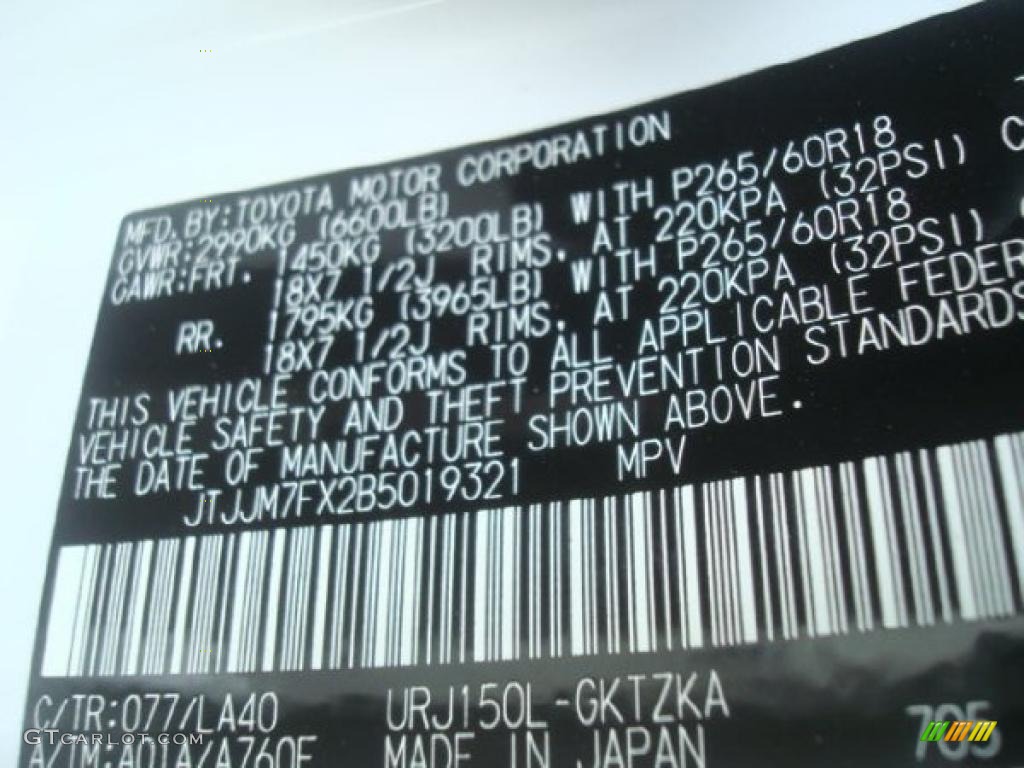 MFD. BY: TOYOTA MOTOR CORPORATION
GVWR: 2990KG (6600LB)
GAWR: FRT. 1450KG (3200LB) WITH P265/60R18
18X7 1/2J RIMS. AT 220KPA (32PSI) C
RR. 1795KG (3965LB) WITH P265/60R18
18X7 1/2J RIMS. AT 220KPA (32PSI)
THIS VEHICLE CONFORMS TO ALL APPLICABLE FEDER
VEHICLE SAFETY AND THEFT PREVENTION STANDARDS
THE DATE OF MANUFACTURE SHOWN ABOVE.
JTJJM7FX2B5019321 MPV
C/TR: 077/LA40 URJ150L-GKTZKA
A/TM: A01A/A760F MADE IN JAPAN 705
GTCarLot.com